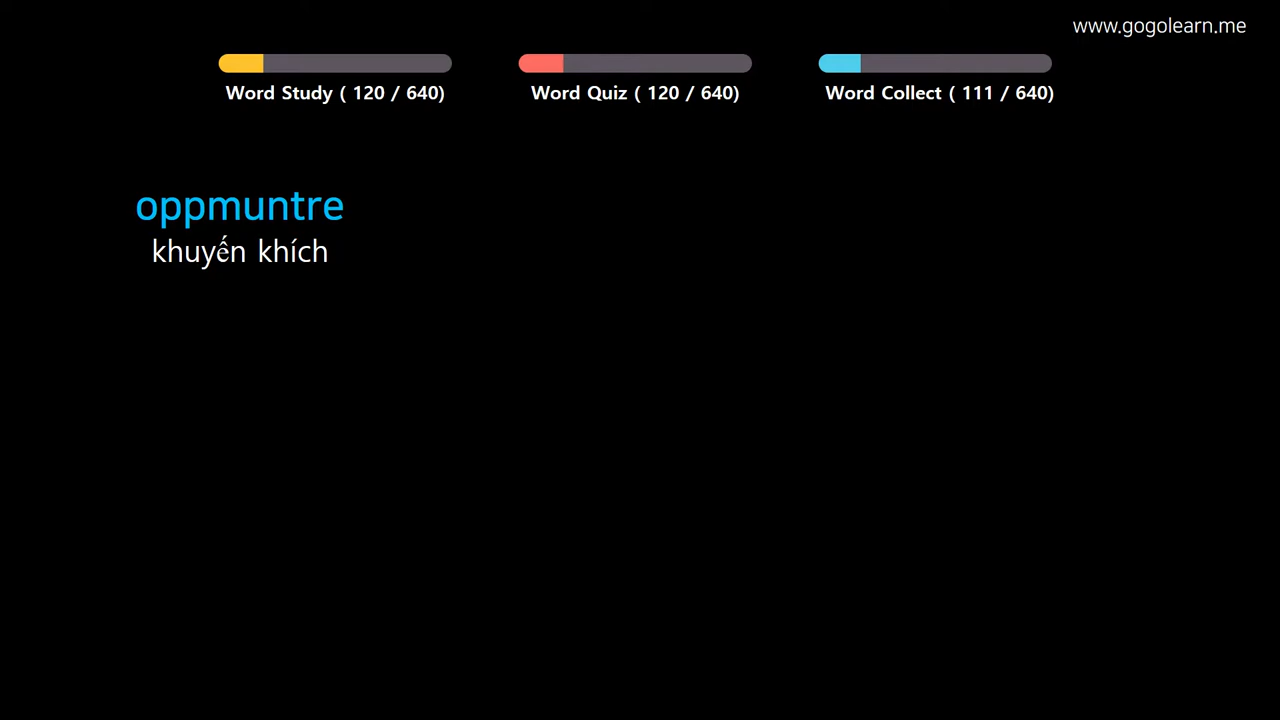 www.gogolearn.me
Word Study ( 120 / 640)
Word Quiz ( 120 / 640)
Word Collect ( 111 / 640)
oppmuntre
khuyến khích